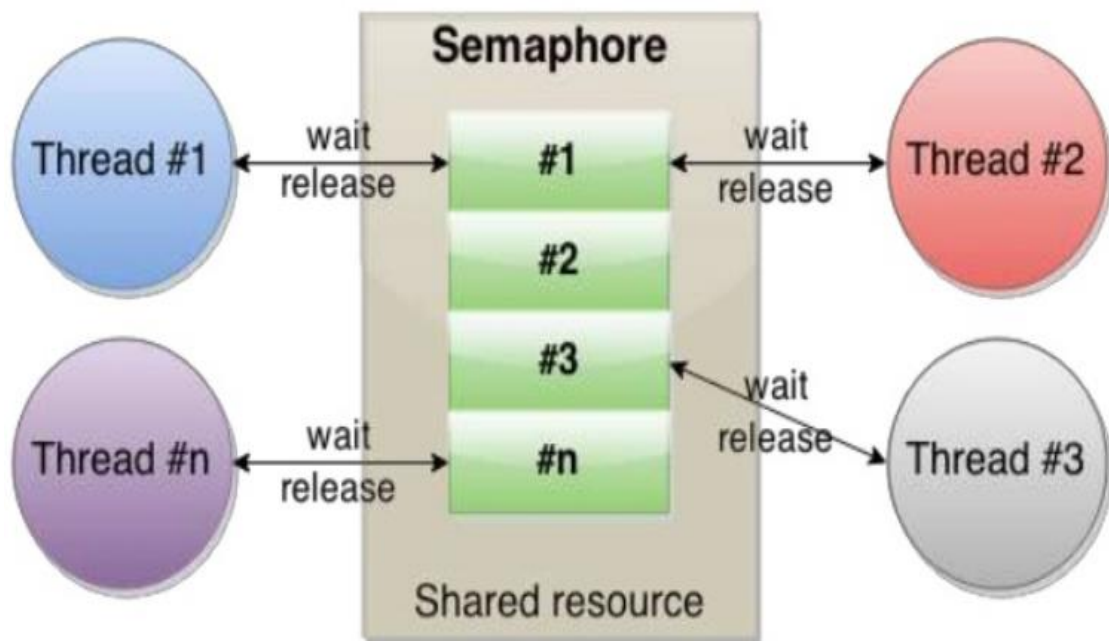 Semaphore
Thread #1
wait
release
#1
wait
release
Thread #2
#2
#3
wait
release
Thread #n
wait
release
#n
Thread #3
Shared resource